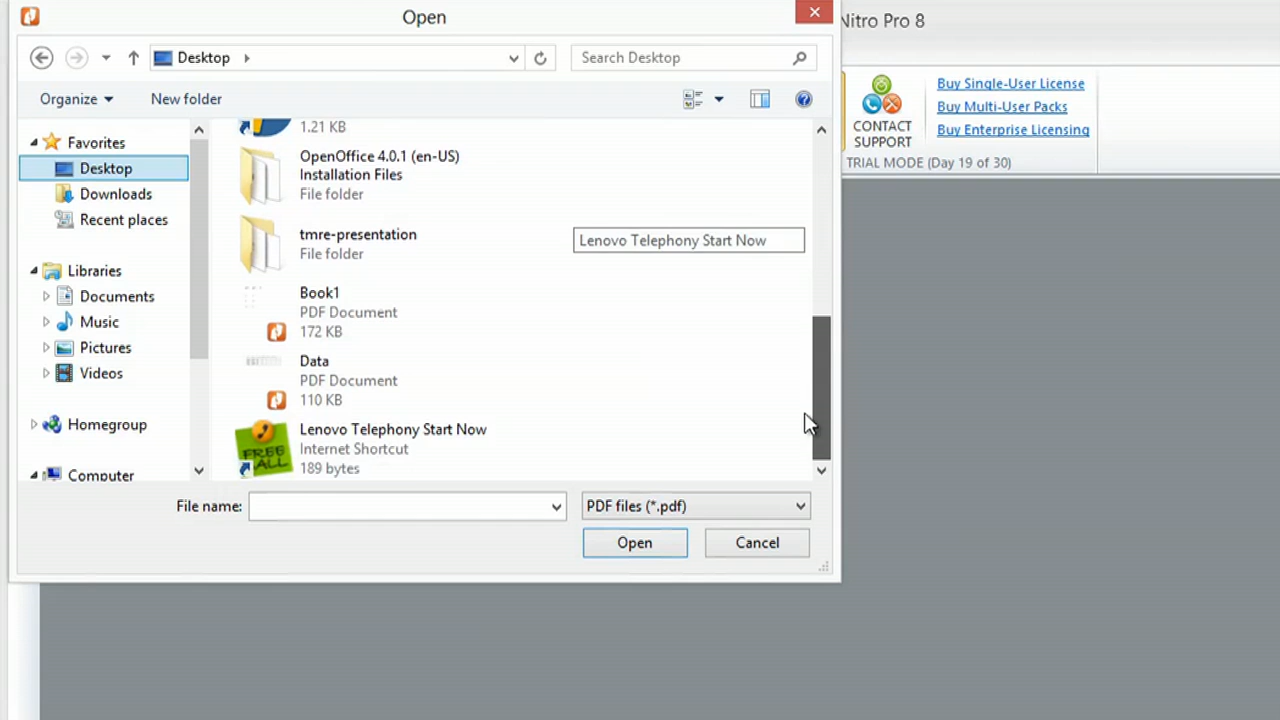 Open
Nitro Pro 8
Desktop
Search Desktop
Organize
New folder
CONTACT
SUPPORT
Buy Single-User License
Buy Multi-User Packs
Buy Enterprise Licensing
TRIAL MODE (Day 19 of 30)
Favorites
Desktop
Downloads
Recent places
Libraries
Documents
Music
Pictures
Videos
Homegroup
Computer
1.21 KB
OpenOffice 4.0.1 (en-US)
Installation Files
File folder
tmre-presentation
File folder
Lenovo Telephony Start Now
Book1
PDF Document
172 KB
Data
PDF Document
110 KB
FREE
ALL
Lenovo Telephony Start Now
Internet Shortcut
189 bytes
File name:
PDF files (*.pdf)
Open
Cancel